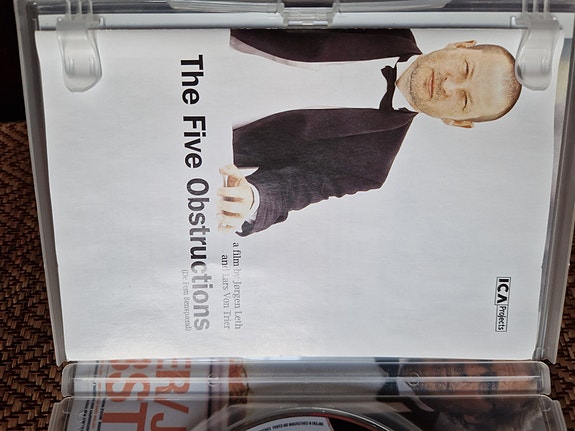 The Five Obstructions
(De Fem Benspænd)
a film by Jørgen Leth
and Lars Von Trier
ICA Projects